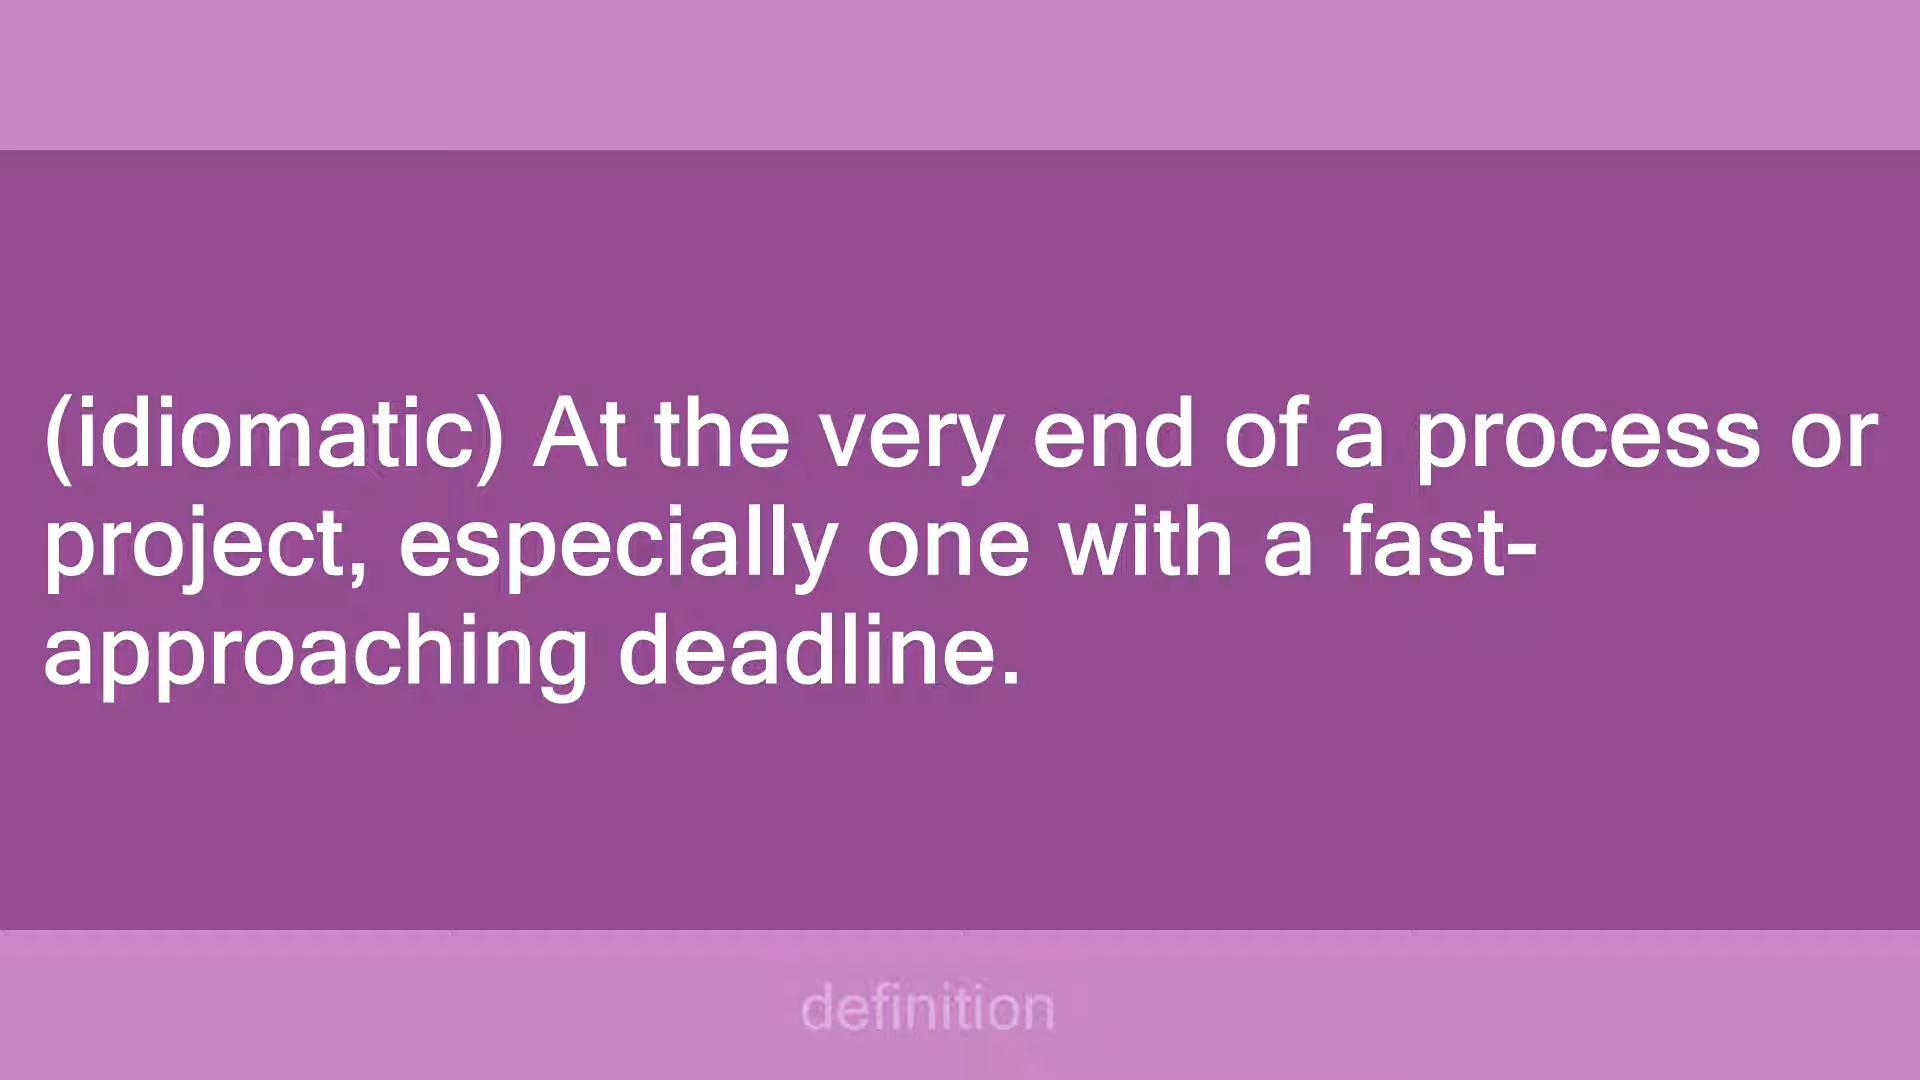 (idiomatic) At the very end of a process or
project, especially one with a fast-
approaching deadline.
definition